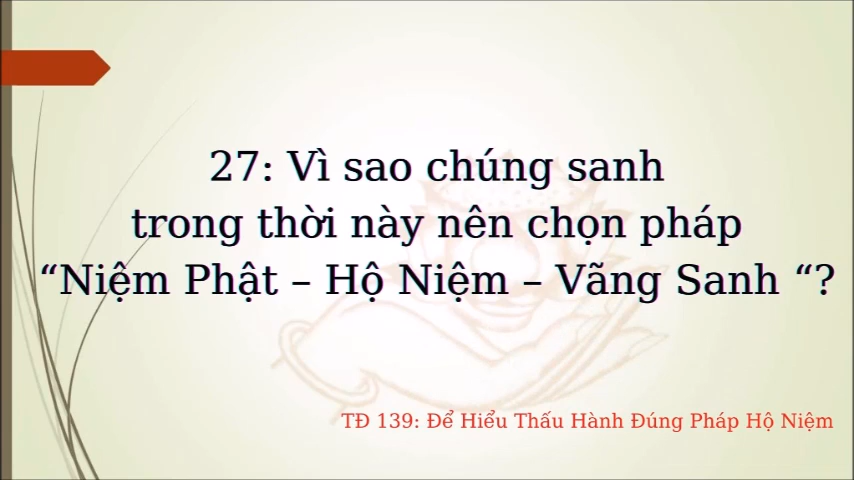 27: Vì sao chúng sanh
trong thời này nên chọn pháp
“Niệm Phật – Hộ Niệm – Vãng Sanh “?
TĐ 139: Để Hiểu Thấu Hành Đúng Pháp Hộ Niệm